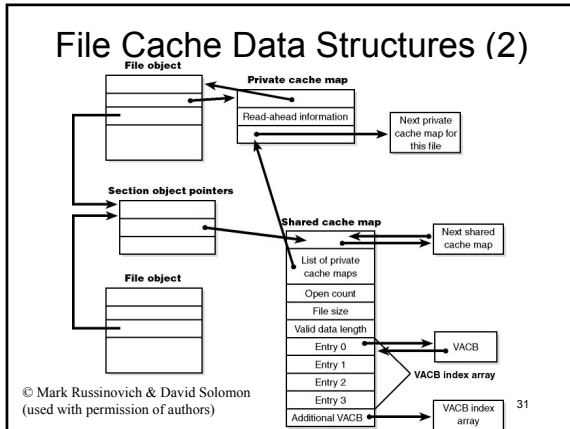 File Cache Data Structures (2)
File object
Private cache map
Read-ahead information
Next private
cache map for
this file
Section object pointers
Shared cache map
Next shared
cache map
List of private
cache maps
File object
Open count
File size
Valid data length
Entry 0
VACB
Entry 1
VACB index array
Entry 2
Entry 3
Additional VACB
VACB index
array
© Mark Russinovich & David Solomon
(used with permission of authors)
31